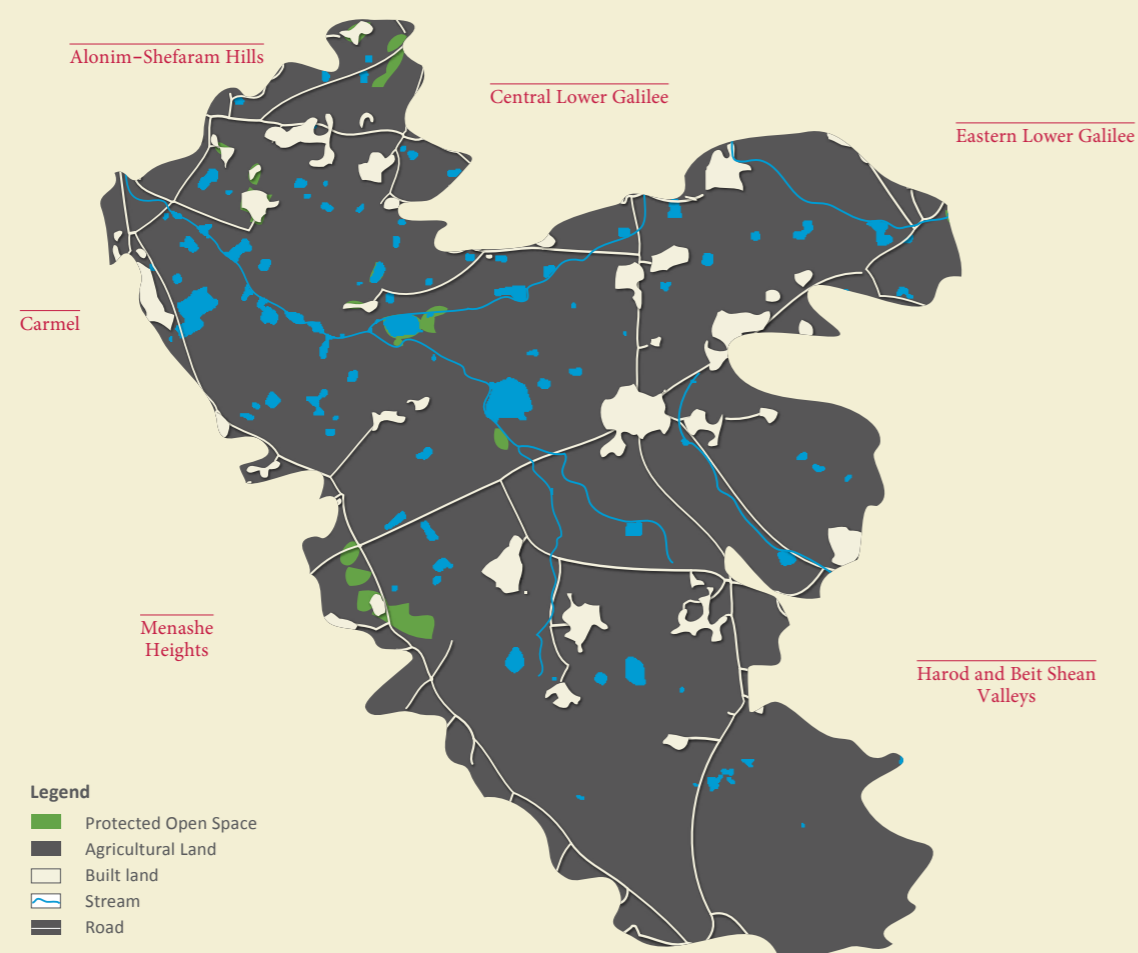 Alonim–Shefaram Hills
Central Lower Galilee
Eastern Lower Galilee
Carmel
Menashe
Heights
Harod and Beit Shean
Valleys
Legend
Protected Open Space
Agricultural Land
Built land
Stream
Road